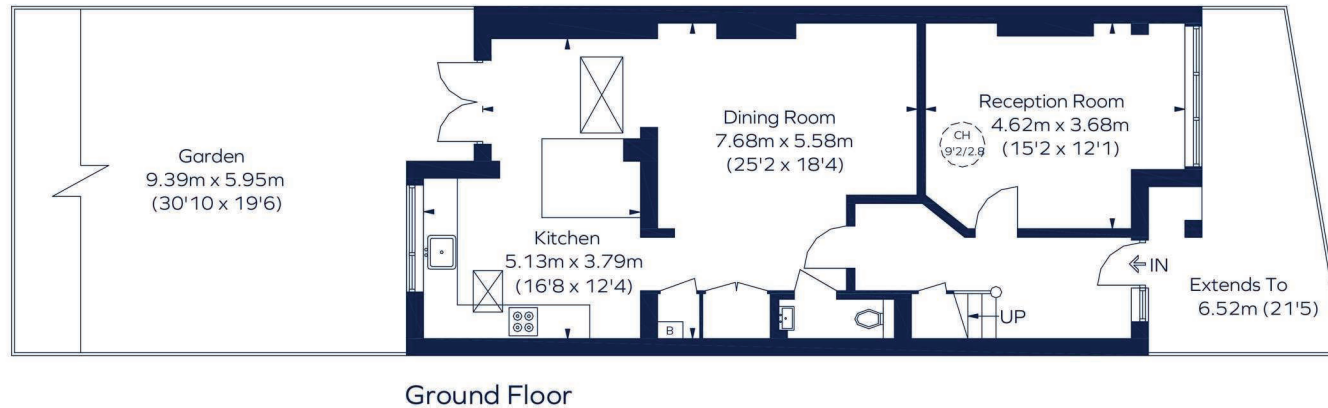 Garden
9.39m x 5.95m
(30'10 x 19'6)
Kitchen
5.13m x 3.79m
(16'8 x 12'4)
B
Dining Room
7.68m x 5.58m
(25'2 x 18'4)
Reception Room
4.62m x 3.68m
(15'2 x 12'1)
CH
9'2/2.8
IN
UP
Extends To
6.52m (21'5)
Ground Floor